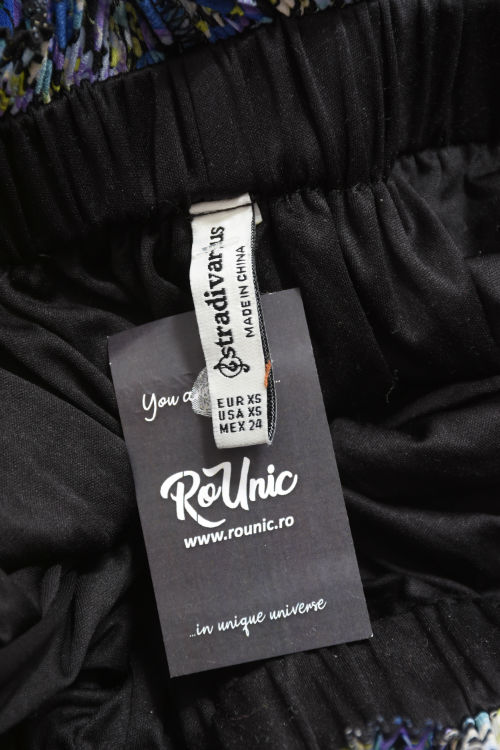 stradivarius
MADE IN CHINA
EUR XS
USA XS
MEX 24
You a
RoUnic
www.rounic.ro
...in unique universe